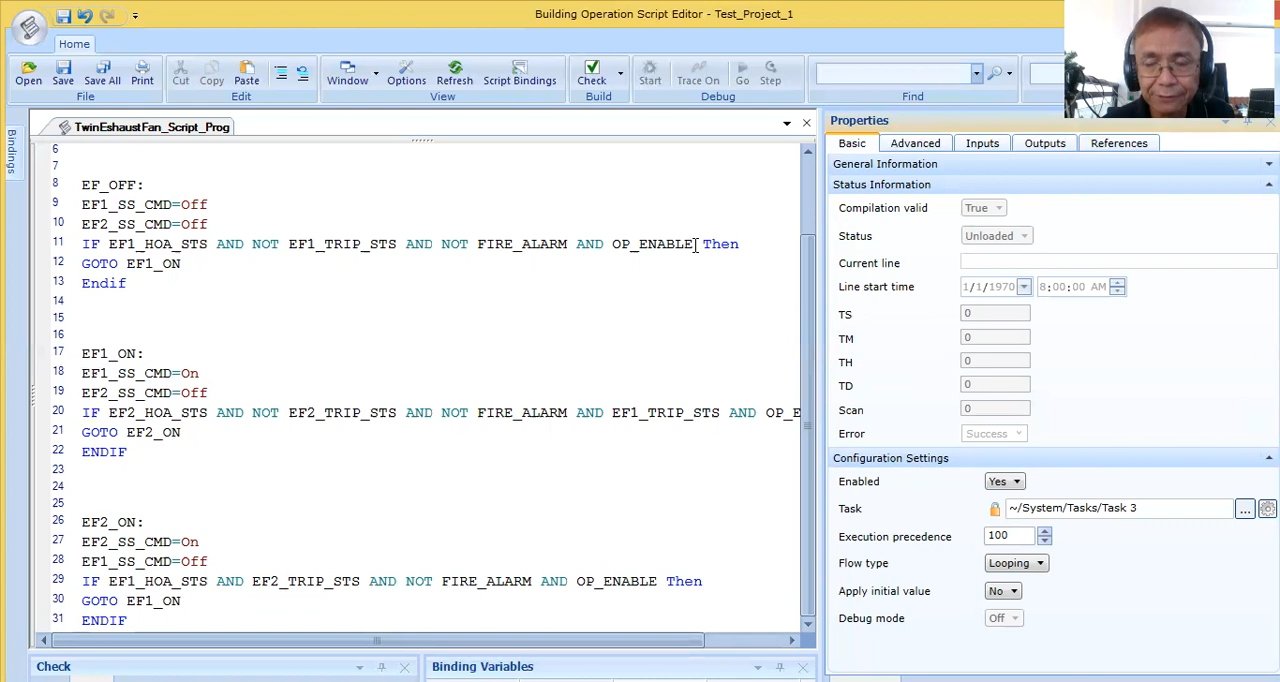 Building Operation Script Editor - Test_Project_1
Home
Open Save Save All Print Cut Copy Paste Window Options Refresh Script Bindings Check Start Trace On Go Step
File Edit View Build Debug Find
Bindings
TwinEshaustFan_Script_Prog
6
7
8 EF_OFF:
9 EF1_SS_CMD=Off
10 EF2_SS_CMD=Off
11 IF EF1_HOA_STS AND NOT EF1_TRIP_STS AND NOT FIRE_ALARM AND OP_ENABLE Then
12 GOTO EF1_ON
13 Endif
14
15
16
17 EF1_ON:
18 EF1_SS_CMD=On
19 EF2_SS_CMD=Off
20 IF EF2_HOA_STS AND NOT EF2_TRIP_STS AND NOT FIRE_ALARM AND EF1_TRIP_STS AND OP_E
21 GOTO EF2_ON
22 ENDIF
23
24
25
26 EF2_ON:
27 EF2_SS_CMD=On
28 EF1_SS_CMD=Off
29 IF EF1_HOA_STS AND EF2_TRIP_STS AND NOT FIRE_ALARM AND OP_ENABLE Then
30 GOTO EF1_ON
31 ENDIF
Check
Binding Variables
Properties
Basic Advanced Inputs Outputs References
General Information
Status Information
Compilation valid True
Status Unloaded
Current line
Line start time 1/1/1970 8:00:00 AM
TS 0
TM 0
TH 0
TD 0
Scan 0
Error Success
Configuration Settings
Enabled Yes
Task ~/System/Tasks/Task 3 ...
Execution precedence 100
Flow type Looping
Apply initial value No
Debug mode Off